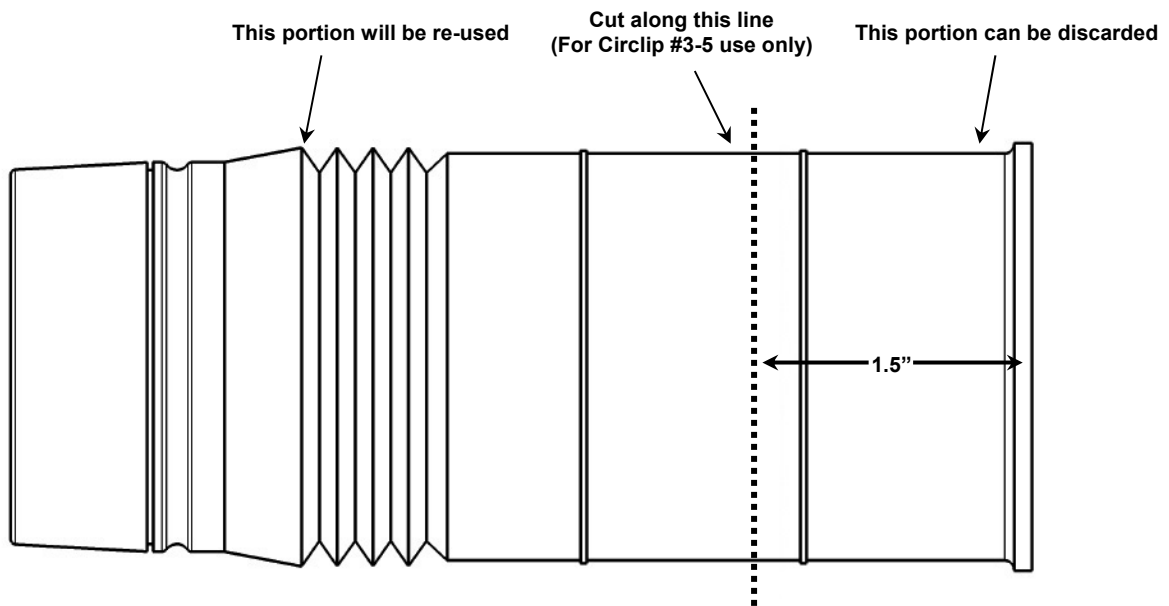 This portion will be re-used
Cut along this line
(For Circlip #3-5 use only)
This portion can be discarded
1.5”